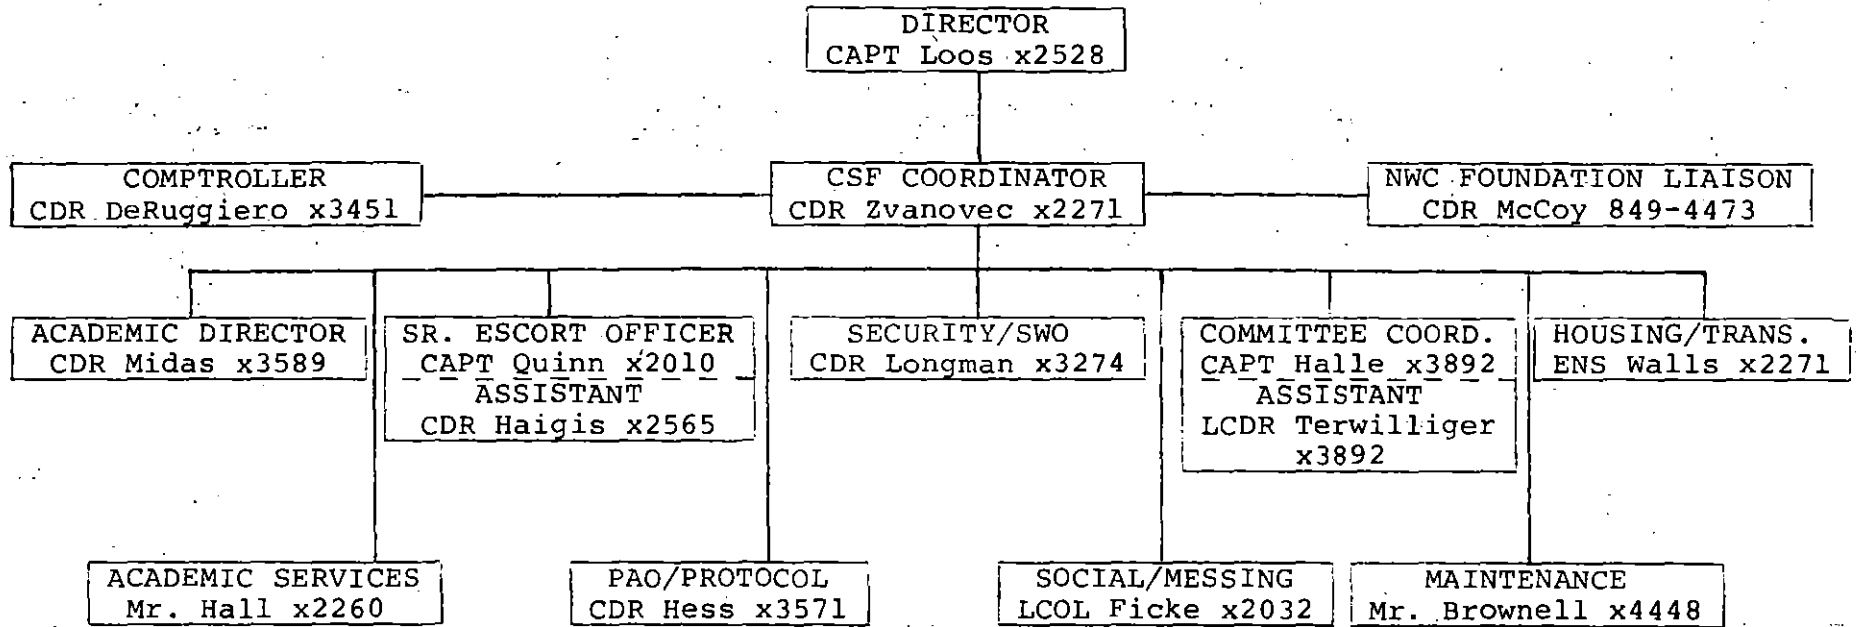 DIRECTOR
CAPT Loos x2528
COMPTROLLER
CDR DeRuggiero x3451
CSF COORDINATOR
CDR Zvanovec x2271
NWC FOUNDATION LIAISON
CDR McCoy 849-4473
ACADEMIC DIRECTOR
CDR Midas x3589
SR. ESCORT OFFICER
CAPT Quinn x2010
ASSISTANT
CDR Haigis x2565
SECURITY/SWO
CDR Longman x3274
COMMITTEE COORD.
CAPT Halle x3892
ASSISTANT
LCDR Terwilliger
x3892
HOUSING/TRANS.
ENS Walls x2271
ACADEMIC SERVICES
Mr. Hall x2260
PAO/PROTOCOL
CDR Hess x3571
SOCIAL/MESSING
LCOL Ficke x2032
MAINTENANCE
Mr. Brownell x4448